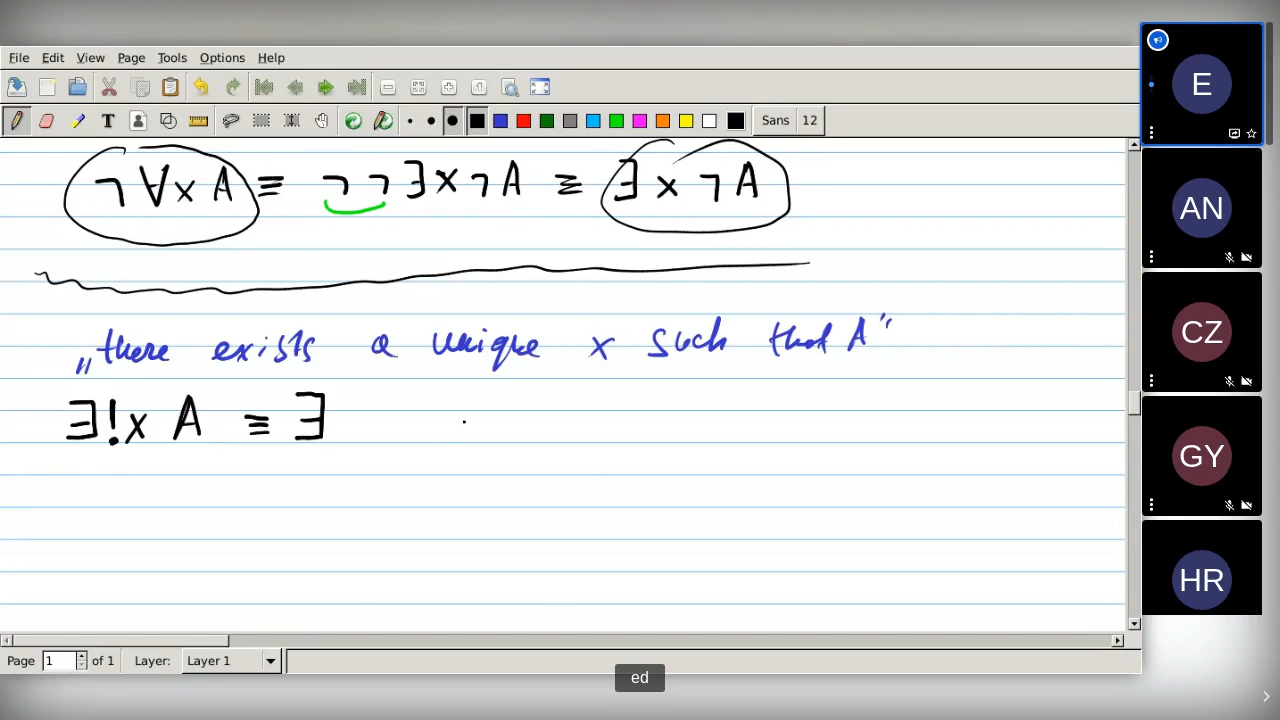 File Edit View Page Tools Options Help
Sans 12
¬∀x A ≡ ¬¬∃x¬A ≡ ∃x¬A
„there exists a unique x such that A"
∃!x A ≡ ∃
E
AN
CZ
GY
HR
Page 1 of 1 Layer: Layer 1
ed